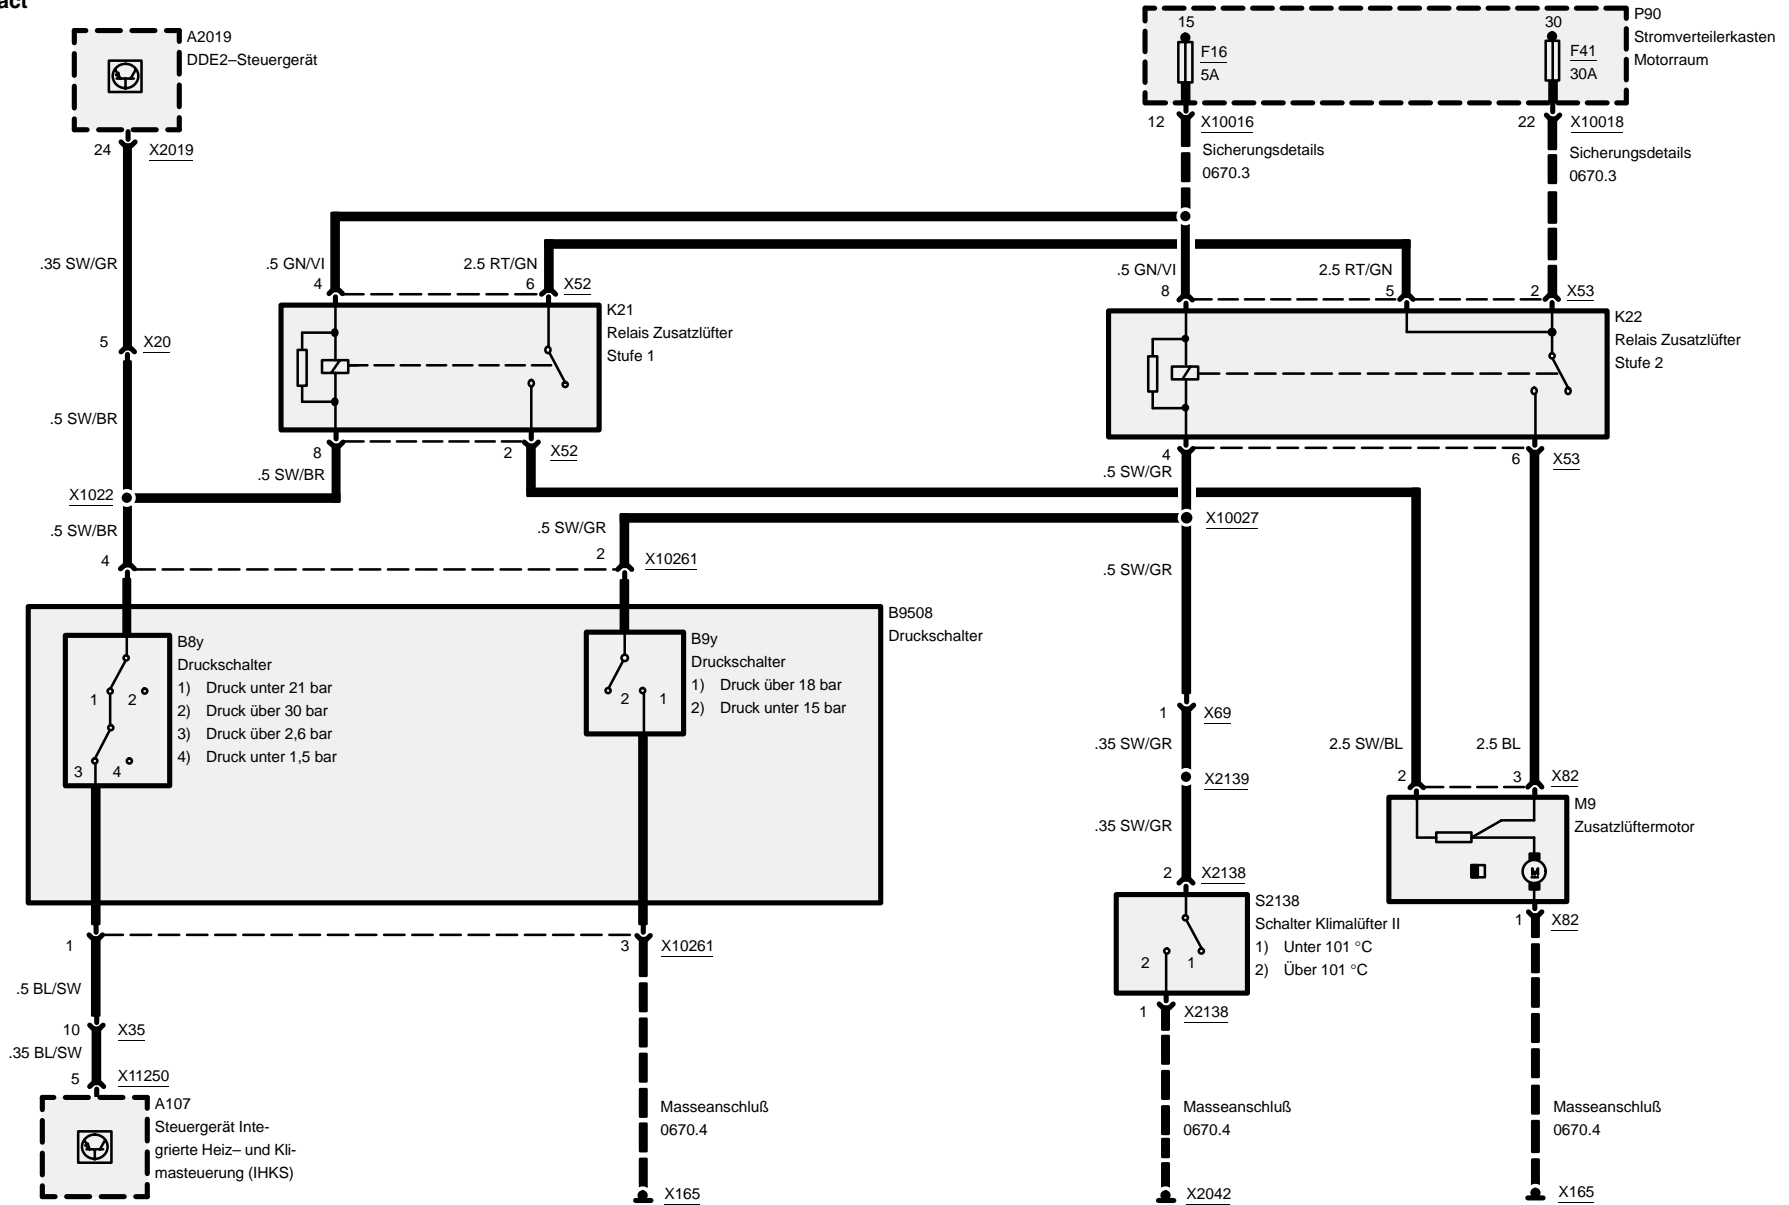 act
A2019
DDE2–Steuergerät
24 X2019
.35 SW/GR
5 X20
.5 SW/BR
X1022
.5 SW/BR
4
15
F16
5A
30
F41
30A
P90
Stromverteilerkasten
Motorraum
12 X10016
Sicherungsdetails
0670.3
22 X10018
Sicherungsdetails
0670.3
.5 GN/VI
4
2.5 RT/GN
6 X52
K21
Relais Zusatzlüfter
Stufe 1
8
2 X52
.5 SW/BR
.5 GN/VI
8
2.5 RT/GN
5
2 X53
K22
Relais Zusatzlüfter
Stufe 2
4
6 X53
.5 SW/GR
X10027
.5 SW/GR
2 X10261
.5 SW/GR
B9508
Druckschalter
B8y
Druckschalter
1) Druck unter 21 bar
2) Druck über 30 bar
3) Druck über 2,6 bar
4) Druck unter 1,5 bar
1 2
3 4
B9y
Druckschalter
1) Druck über 18 bar
2) Druck unter 15 bar
2 1
1
3 X10261
.5 BL/SW
10 X35
.35 BL/SW
5 X11250
A107
Steuergerät Inte-
grierte Heiz– und Kli-
masteuerung (IHKS)
Masseanschluß
0670.4
X165
1 X69
.35 SW/GR
X2139
.35 SW/GR
2 X2138
S2138
Schalter Klimalüfter II
1) Unter 101 °C
2) Über 101 °C
2 1
1 X2138
Masseanschluß
0670.4
X2042
2.5 SW/BL
2
2.5 BL
3 X82
M9
Zusatzlüftermotor
M
1 X82
Masseanschluß
0670.4
X165